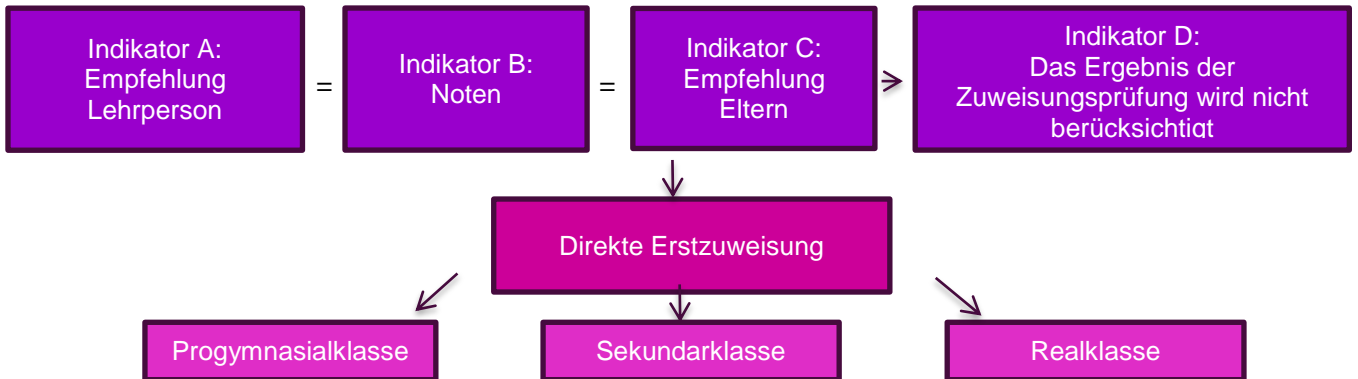 Indikator A:
Empfehlung
Lehrperson
=
Indikator B:
Noten
=
Indikator C:
Empfehlung
Eltern
Indikator D:
Das Ergebnis der
Zuweisungsprüfung wird nicht
berücksichtigt
Direkte Erstzuweisung
Progymnasialklasse
Sekundarklasse
Realklasse